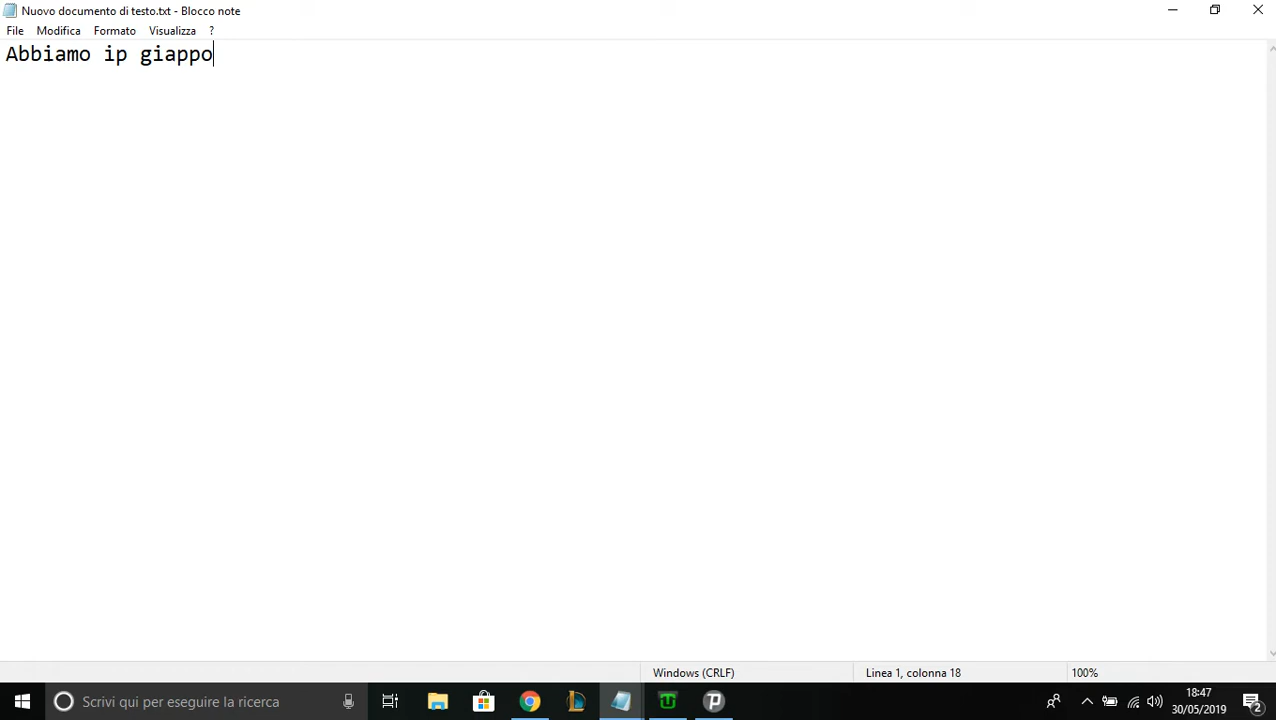 Nuovo documento di testo.txt - Blocco note
File Modifica Formato Visualizza ?
Abbiamo ip giappo
Windows (CRLF) Linea 1, colonna 18 100%
Scrivi qui per eseguire la ricerca
18:47
30/05/2019
2